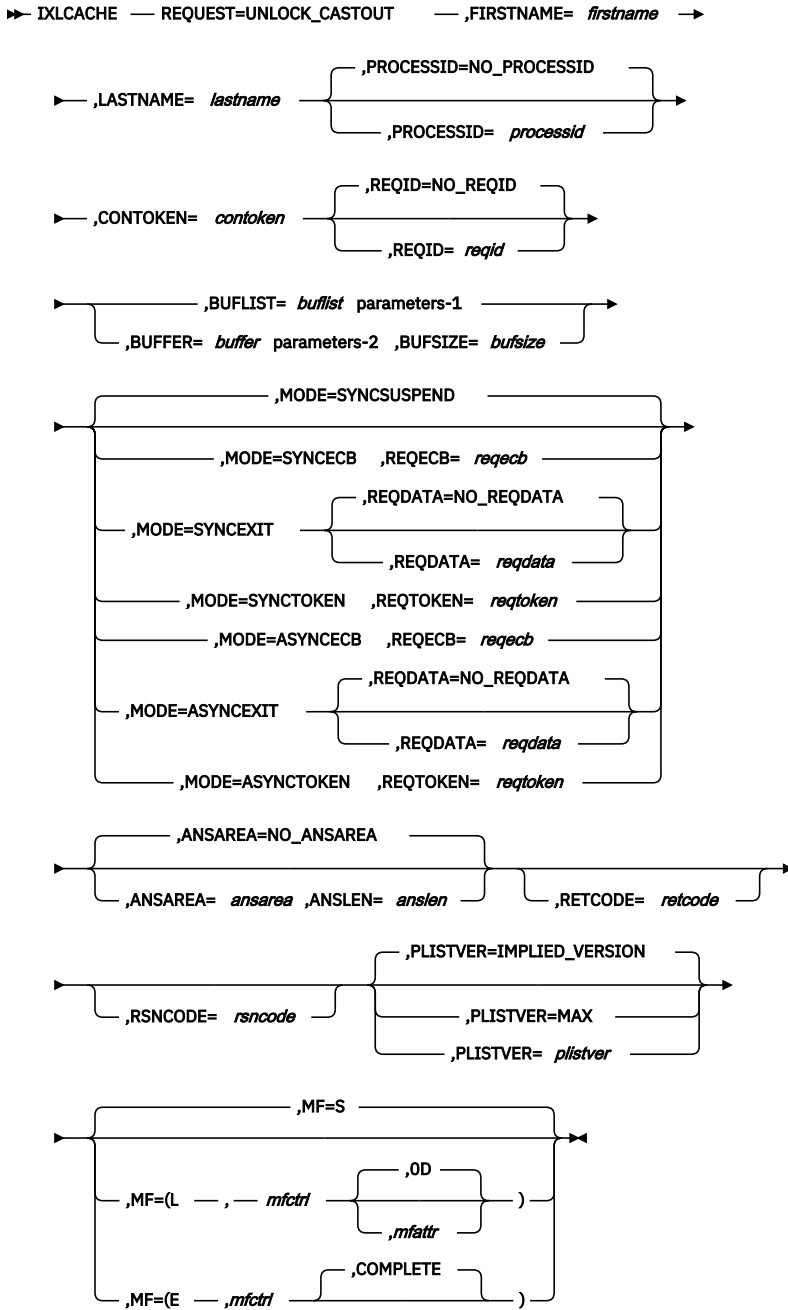 IXLCACHE REQUEST=UNLOCK_CASTOUT ,FIRSTNAME= firstname
,PROCESSID=NO_PROCESSID
,LASTNAME= lastname
,PROCESSID= processid
,REQID=NO_REQID
,CONTOKEN= contoken
,REQID= reqid
,BUFLIST= buflist parameters-1
,BUFFER= buffer parameters-2 ,BUFSIZE= bufsize
,MODE=SYNCSUSPEND
,MODE=SYNCECB ,REQECB= reqecb
,REQDATA=NO_REQDATA
,MODE=SYNCEXIT
,REQDATA= reqdata
,MODE=SYNCTOKEN ,REQTOKEN= reqtoken
,MODE=ASYNCECB ,REQECB= reqecb
,REQDATA=NO_REQDATA
,MODE=ASYNCEXIT
,REQDATA= reqdata
,MODE=ASYNCTOKEN ,REQTOKEN= reqtoken
,ANSAREA=NO_ANSAREA
,ANSAREA= ansarea ,ANSLEN= anslen
,RETCODE= retcode
,PLISTVER=IMPLIED_VERSION
,RSNCODE= rsncode
,PLISTVER=MAX
,PLISTVER= plistver
,MF=S
,0D
,MF=(L , mfctrl )
,mfattr
,COMPLETE
,MF=(E ,mfctrl )